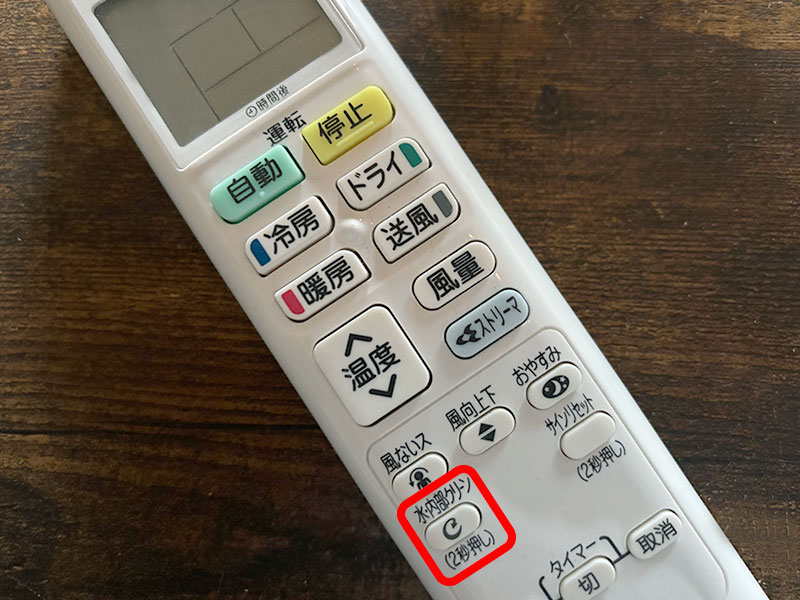 時間後
運転
停止
自動
ドライ
冷房
送風
暖房
風量
温度
ストリーマ
おやすみ
風向上下
サインリセット
(2秒押し)
風ないス
水内部クリーン
(2秒押し)
タイマー
切
取消